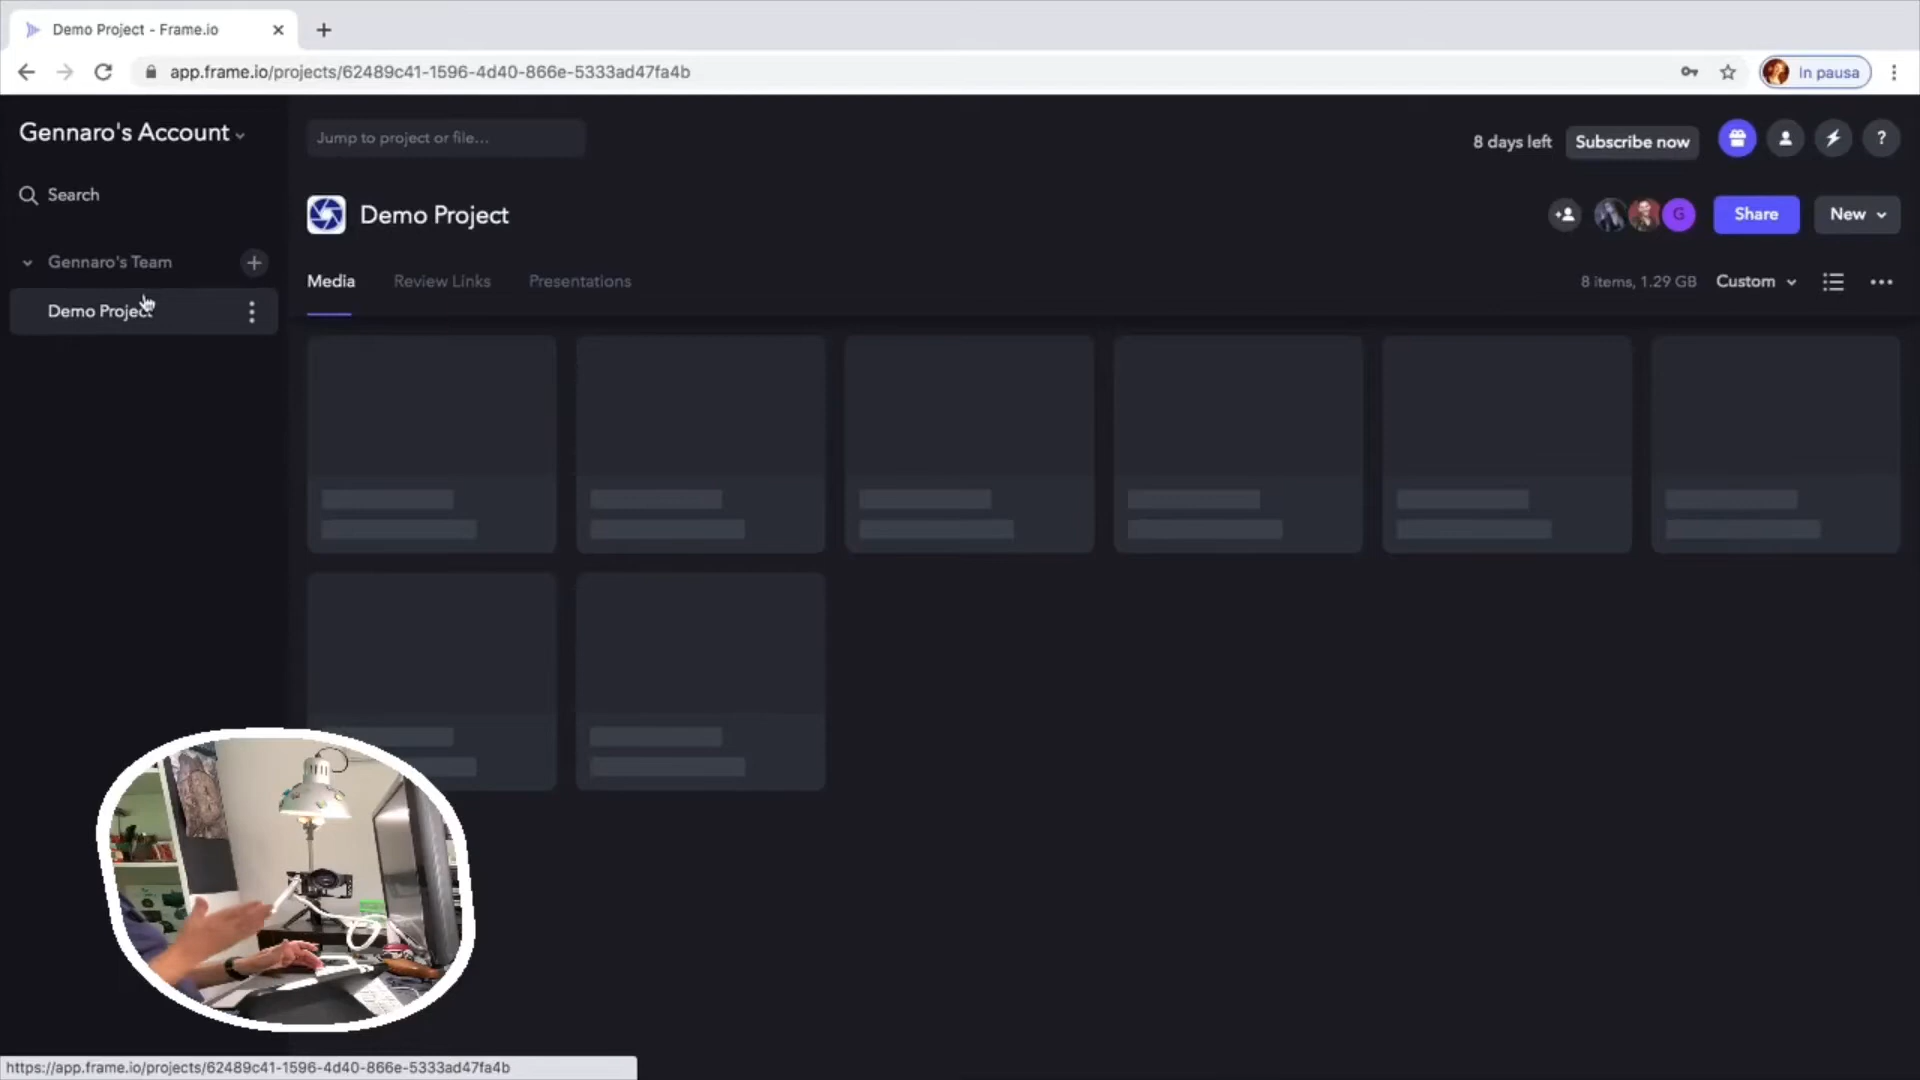 Demo Project - Frame.io
app.frame.io/projects/62489c41-1596-4d40-866e-5333ad47fa4b
In pausa
Gennaro's Account
Jump to project or file...
8 days left
Subscribe now
?
Search
Demo Project
G
Share
New
Gennaro's Team
Media
Review Links
Presentations
8 items, 1.29 GB
Custom
Demo Project
https://app.frame.io/projects/62489c41-1596-4d40-866e-5333ad47fa4b